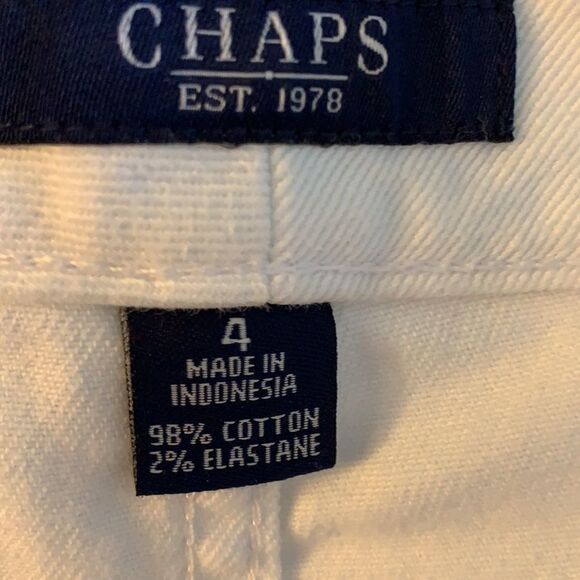 CHAPS
EST. 1978
4
MADE IN
INDONESIA
98% COTTON
2% ELASTANE